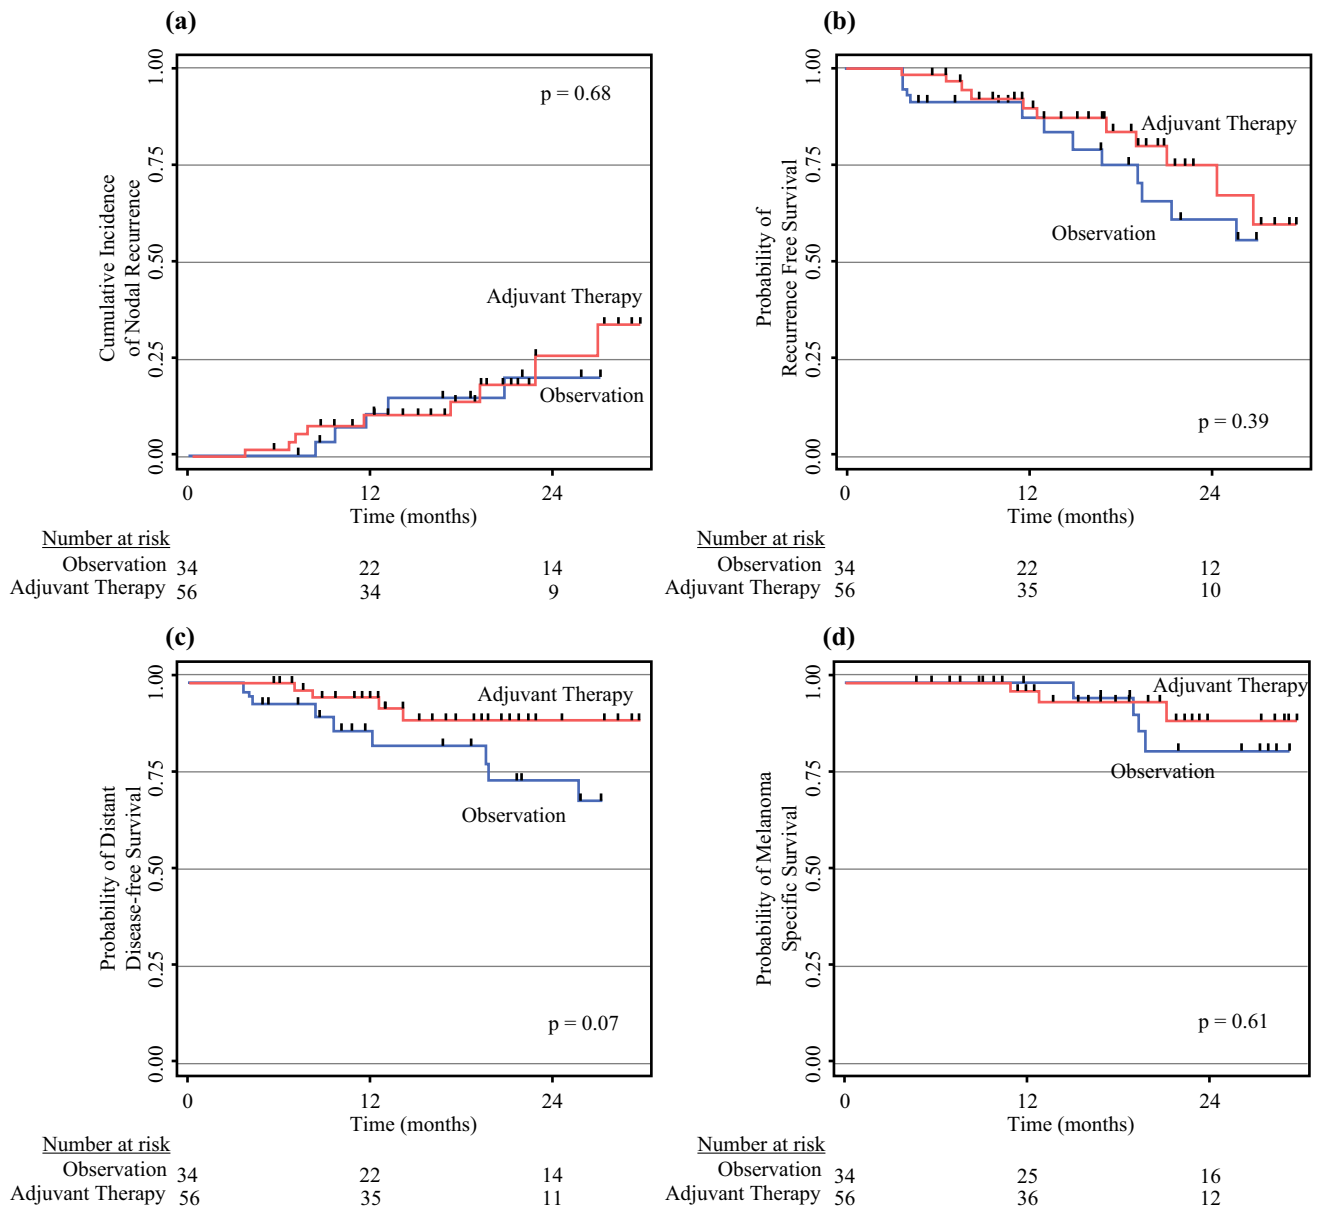 (a)
1.00
0.75
0.50
0.25
0.00
Cumulative Incidence
of Nodal Recurrence
p = 0.68
Adjuvant Therapy
Observation
0 12 24
Time (months)
Number at risk
Observation 34 22 14
Adjuvant Therapy 56 34 9
(b)
1.00
0.75
0.50
0.25
0.00
Probability of
Recurrence Free Survival
Adjuvant Therapy
Observation
p = 0.39
0 12 24
Time (months)
Number at risk
Observation 34 22 12
Adjuvant Therapy 56 35 10
(c)
1.00
0.75
0.50
0.25
0.00
Probability of Distant
Disease-free Survival
Adjuvant Therapy
Observation
p = 0.07
0 12 24
Time (months)
Number at risk
Observation 34 22 14
Adjuvant Therapy 56 35 11
(d)
1.00
0.75
0.50
0.25
0.00
Probability of Melanoma
Specific Survival
Adjuvant Therapy
Observation
p = 0.61
0 12 24
Time (months)
Number at risk
Observation 34 25 16
Adjuvant Therapy 56 36 12